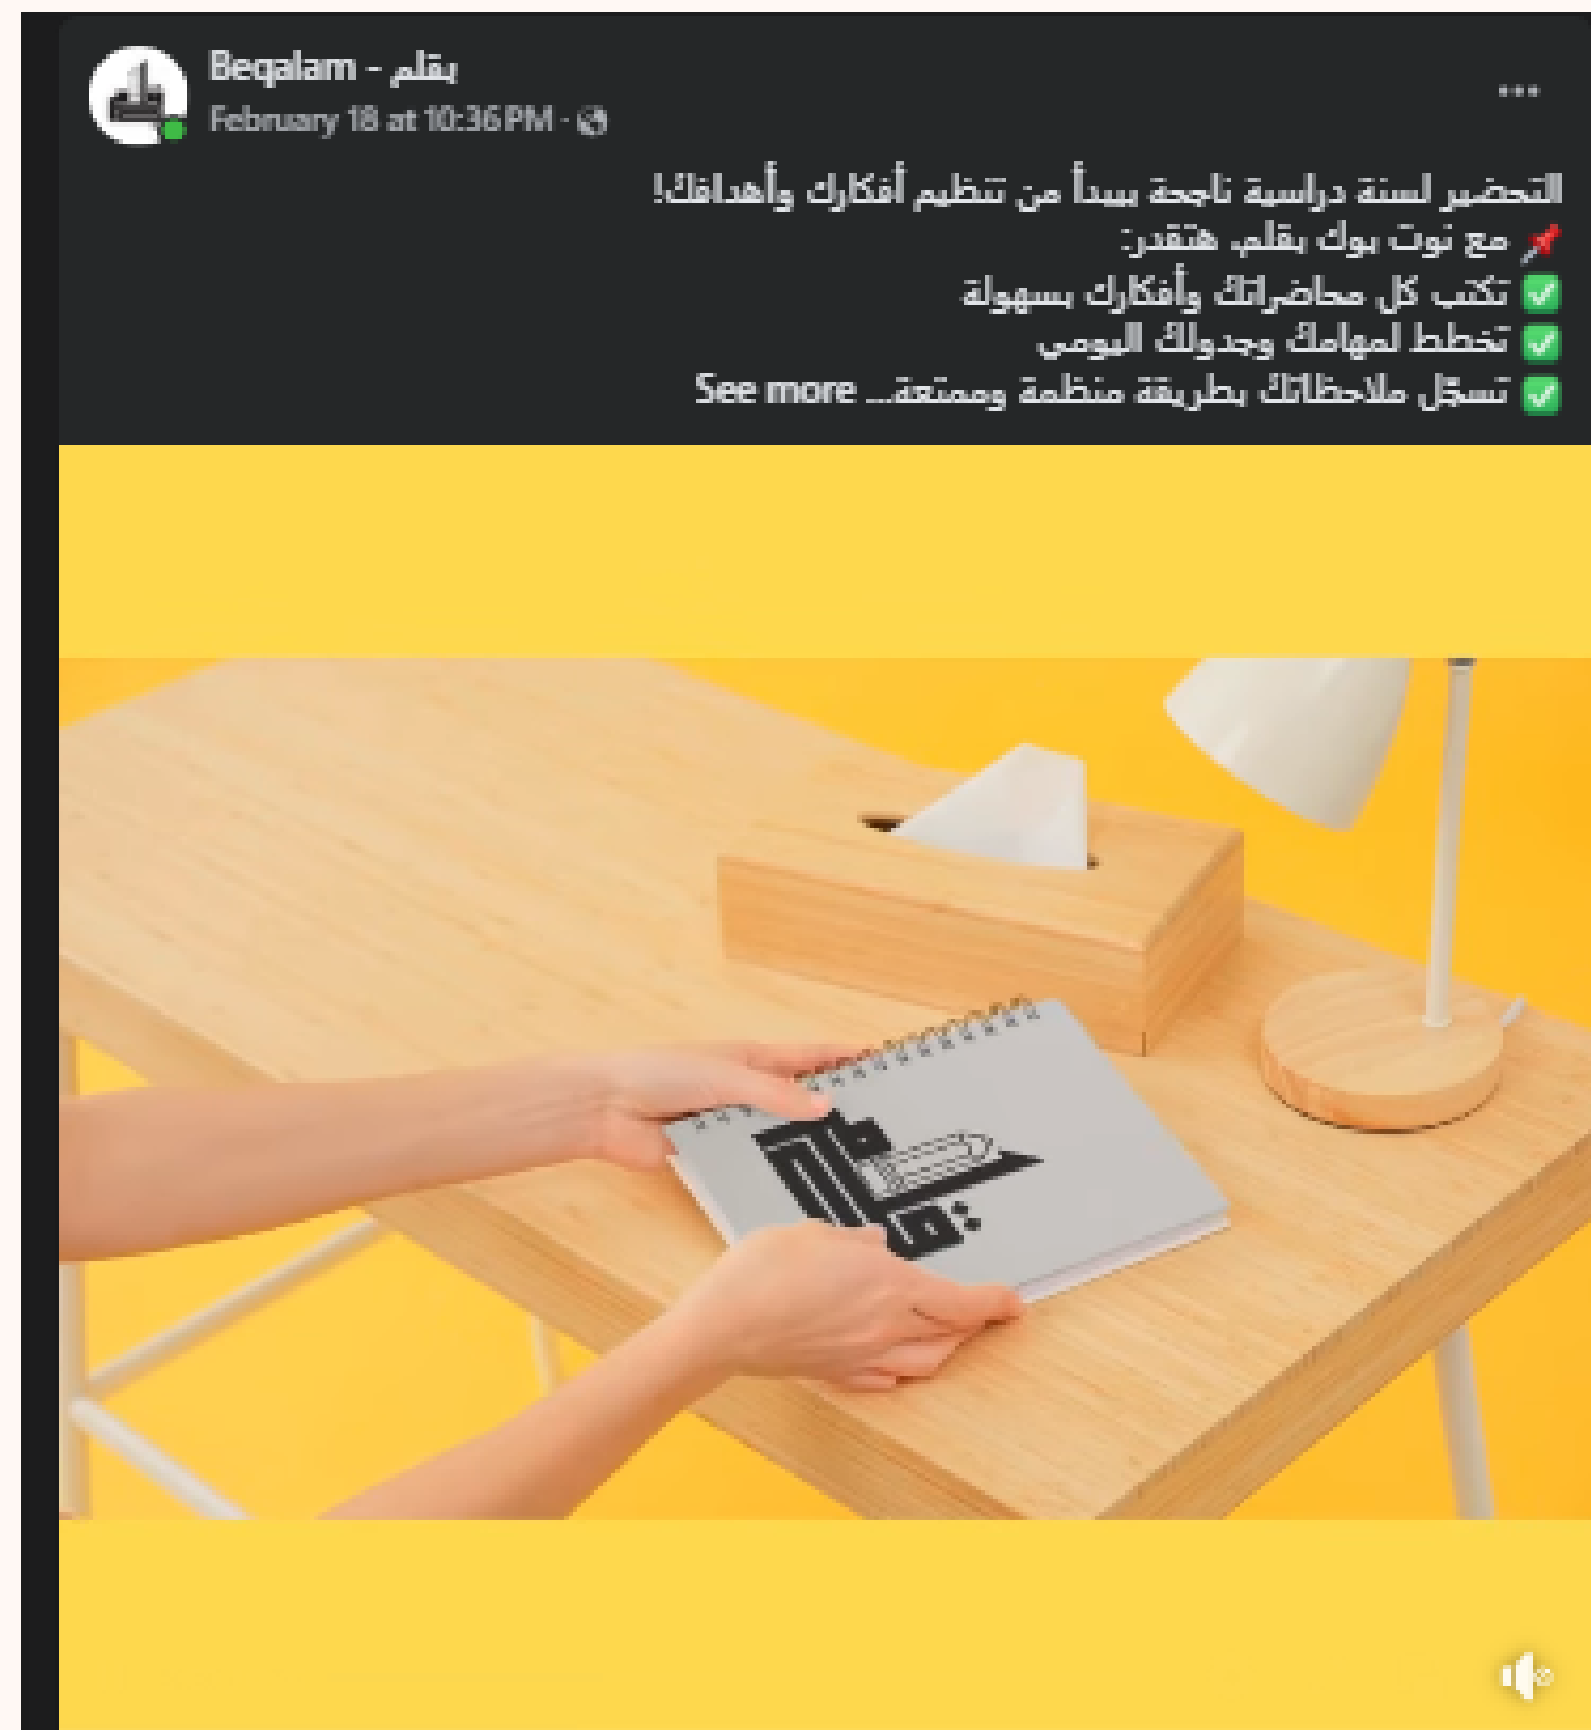 Beqalam - بقلم
February 18 at 10:36 PM ·
التحضير لسنة دراسية ناجحة بيبدأ من تنظيم أفكارك وأهدافك!
📌 مع نوت بوك بقلم، هتقدر:
✅ تكتب كل محاضراتك وأفكارك بسهولة
✅ تخطط لمهامك وجدولك اليومي
✅ تسجّل ملاحظاتك بطريقة منظمة وممتعة... See more